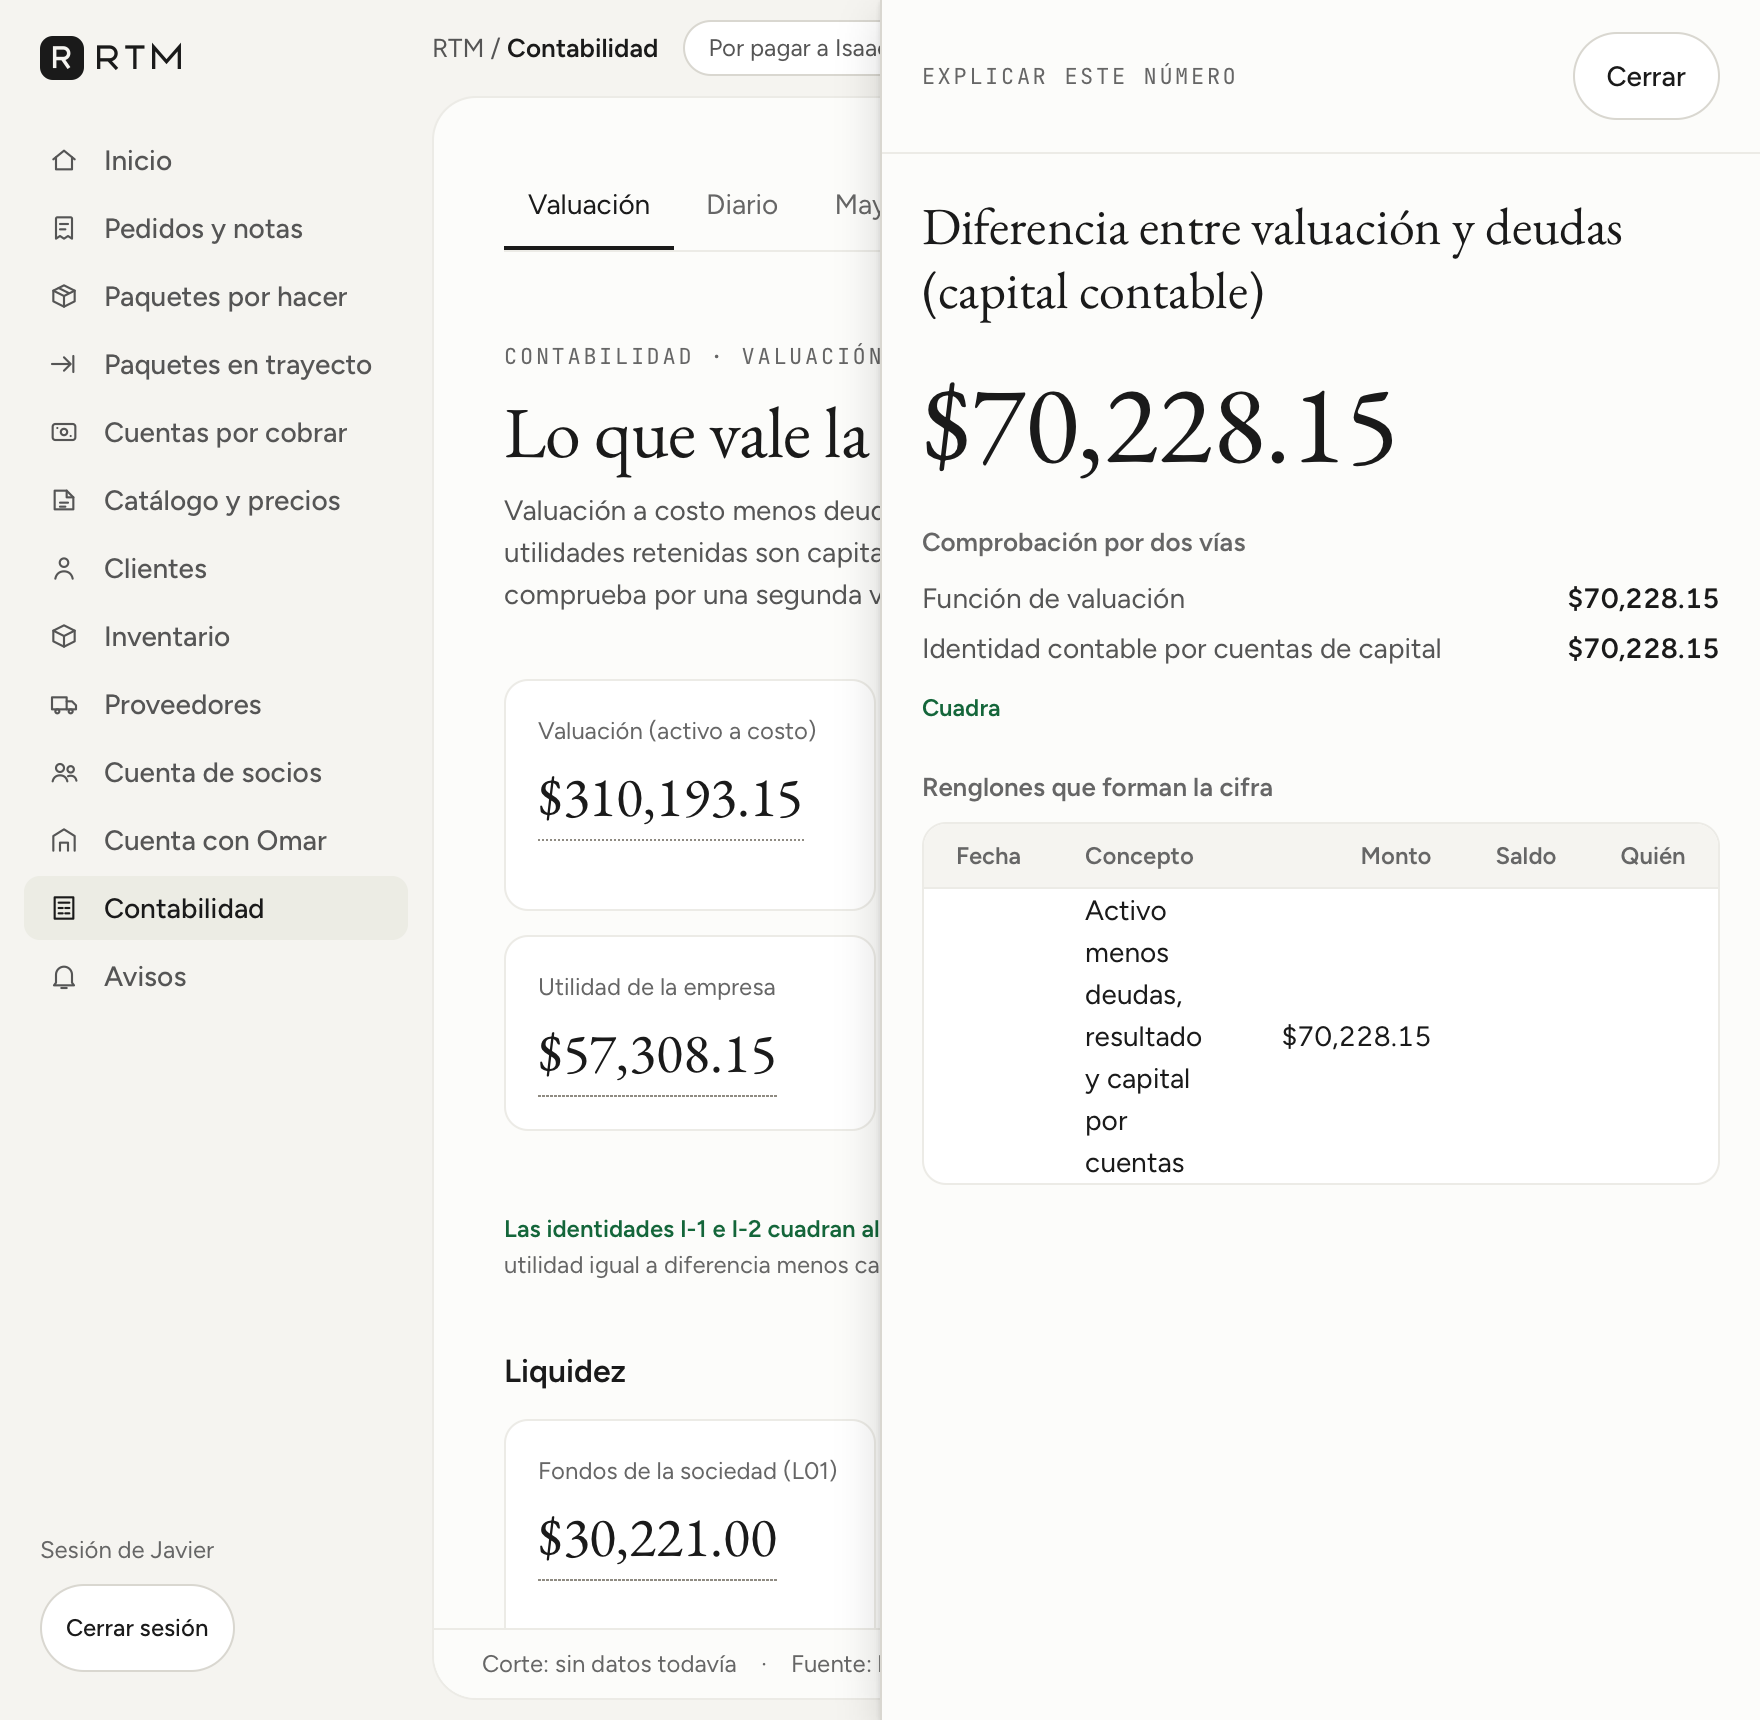 R RTM
Inicio
Pedidos y notas
Paquetes por hacer
Paquetes en trayecto
Cuentas por cobrar
Catálogo y precios
Clientes
Inventario
Proveedores
Cuenta de socios
Cuenta con Omar
Contabilidad
Avisos
Sesión de Javier
Cerrar sesión
RTM / Contabilidad
Por pagar a Isaac
Valuación Diario
CONTABILIDAD · VALUACIÓN
Lo que vale la
Valuación a costo menos
utilidades retenidas son
comprueba por una segunda
Valuación (activo a costo)
$310,193.15
Utilidad de la empresa
$57,308.15
Las identidades I-1 e I-2 cuadran al
utilidad igual a diferencia menos
Liquidez
Fondos de la sociedad (L01)
$30,221.00
Corte: sin datos todavía · Fuente:
EXPLICAR ESTE NÚMERO
Cerrar
Diferencia entre valuación y deudas
(capital contable)
$70,228.15
Comprobación por dos vías
Función de valuación $70,228.15
Identidad contable por cuentas de capital $70,228.15
Cuadra
Renglones que forman la cifra
Fecha Concepto Monto Saldo Quién
Activo
menos
deudas,
resultado
y capital
por
cuentas
$70,228.15